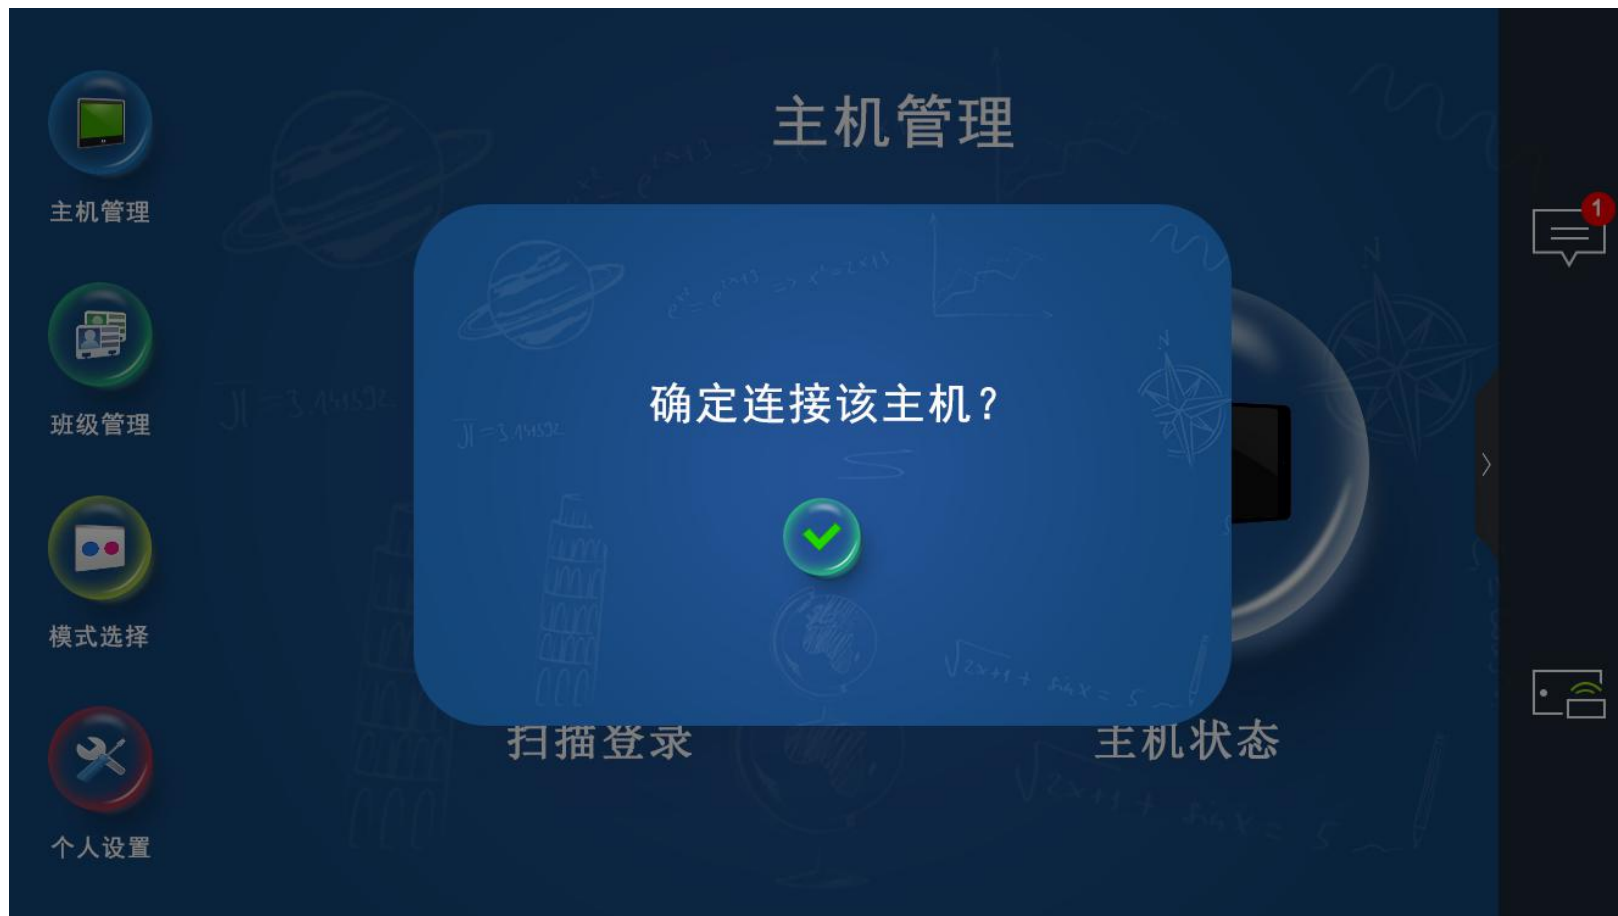 主机管理
1
主机管理
班级管理
确定连接该主机？
模式选择
扫描登录
主机状态
个人设置